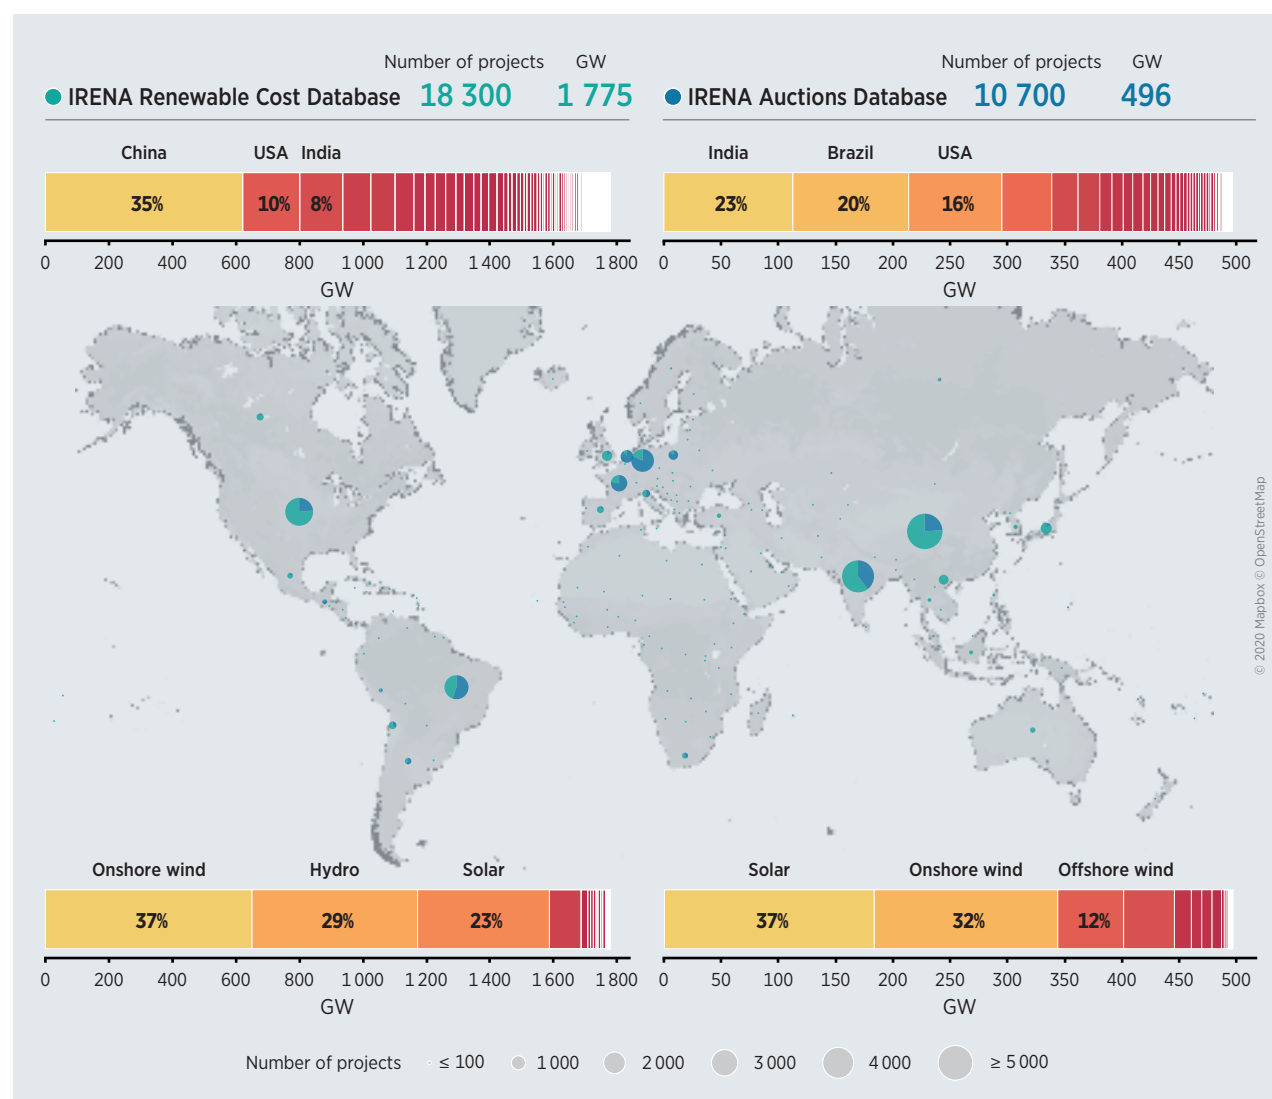 Number of projects GW
IRENA Renewable Cost Database 18 300 1 775
Number of projects GW
IRENA Auctions Database 10 700 496
China USA India
35% 10% 8%
0 200 400 600 800 1 000 1 200 1 400 1 600 1 800
GW
India Brazil USA
23% 20% 16%
0 50 100 150 200 250 300 350 400 450 500
GW
© 2020 Mapbox © OpenStreetMap
Onshore wind Hydro Solar
37% 29% 23%
0 200 400 600 800 1 000 1 200 1 400 1 600 1 800
GW
Solar Onshore wind Offshore wind
37% 32% 12%
0 50 100 150 200 250 300 350 400 450 500
GW
Number of projects ≤ 100 1 000 2 000 3 000 4 000 ≥ 5 000